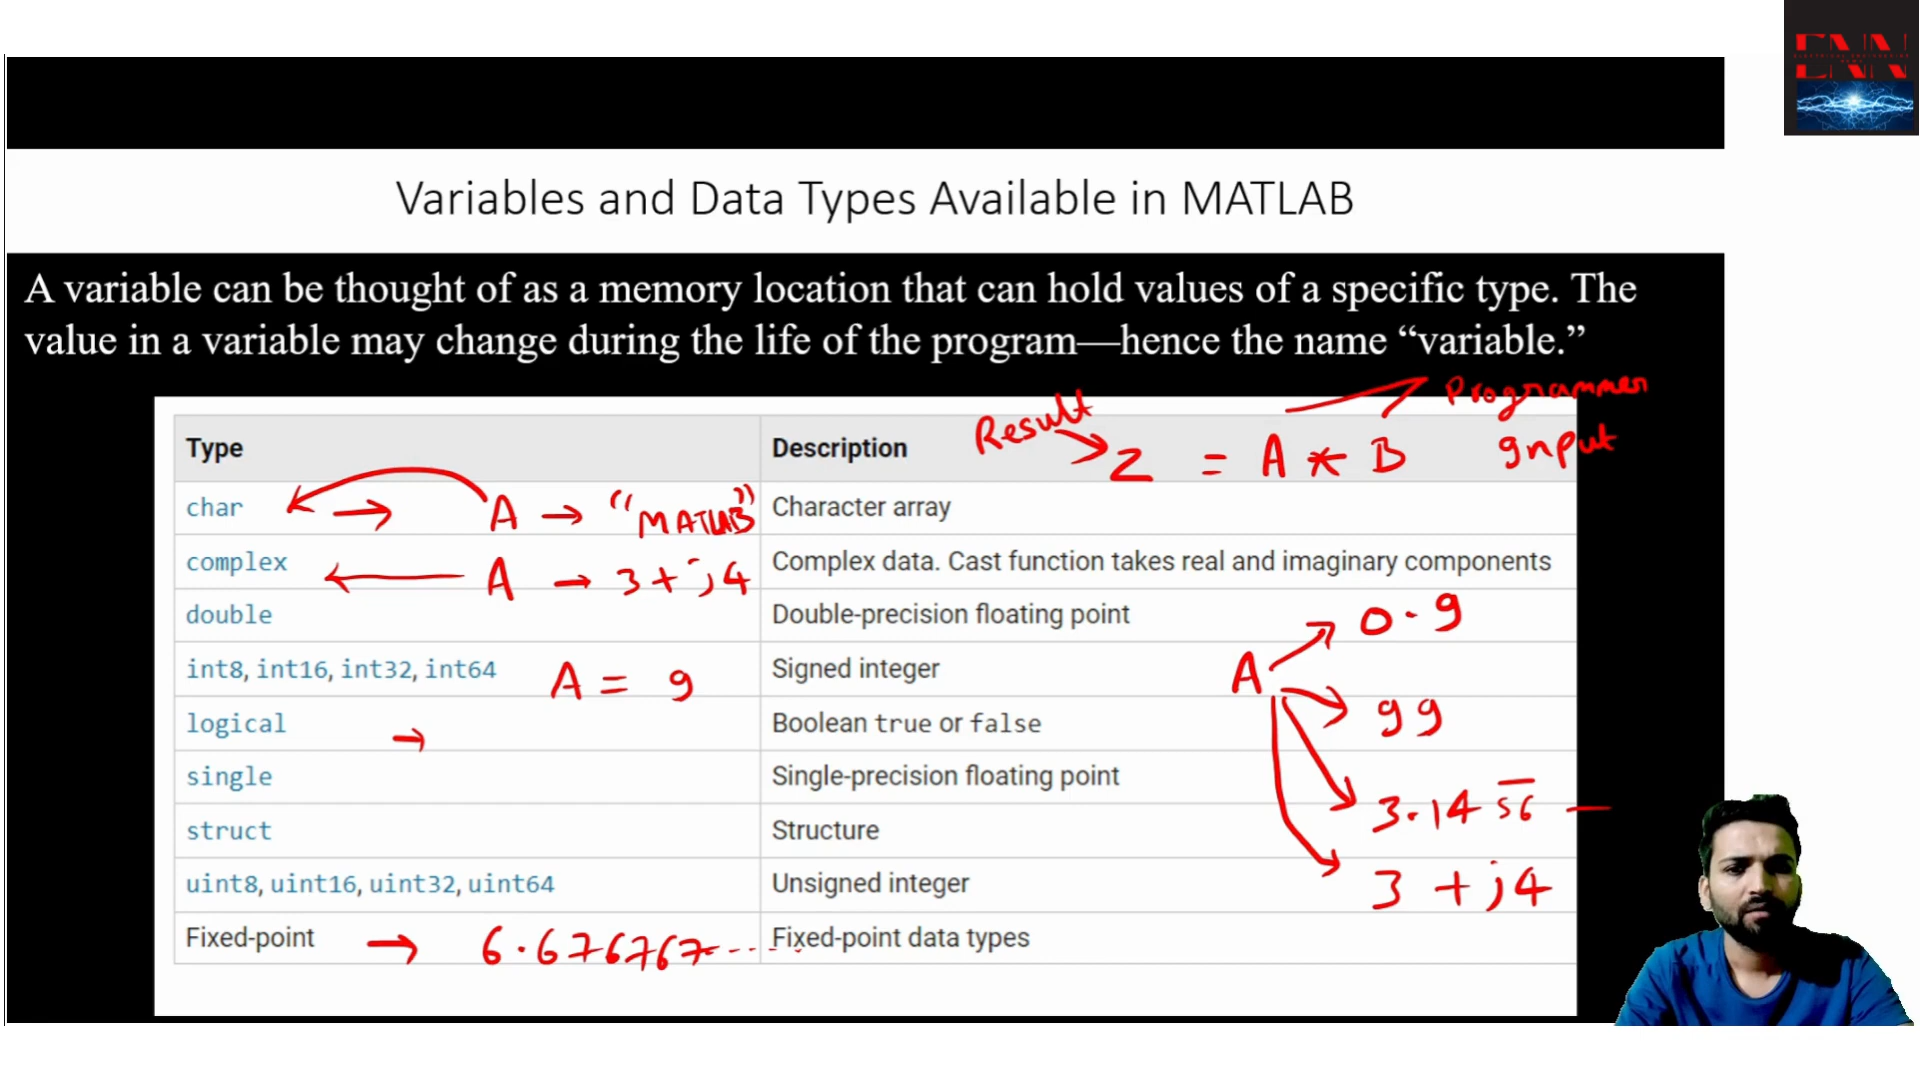 ENN
Variables and Data Types Available in MATLAB
A variable can be thought of as a memory location that can hold values of a specific type. The
value in a variable may change during the life of the program—hence the name “variable.”
Programmer
Result
Type Description Z = A * B Input
char A → "MATLAB" Character array
complex A → 3+j4 Complex data. Cast function takes real and imaginary components
double Double-precision floating point 0.9
int8, int16, int32, int64 A = 9 Signed integer A
logical → Boolean true or false 99
single Single-precision floating point
struct Structure 3.14 56
uint8, uint16, uint32, uint64 Unsigned integer 3 + j4
Fixed-point → 6.676767---- Fixed-point data types